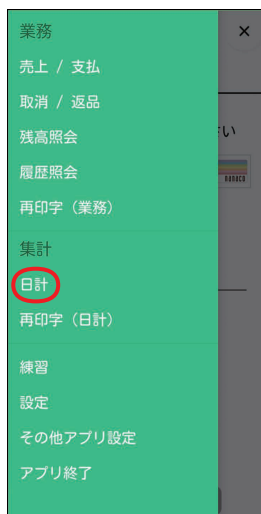 業務
×
売上 / 支払
取消 / 返品
残高照会
い
履歴照会
nanaco
再印字（業務）
集計
日計
再印字（日計）
練習
設定
その他アプリ設定
アプリ終了